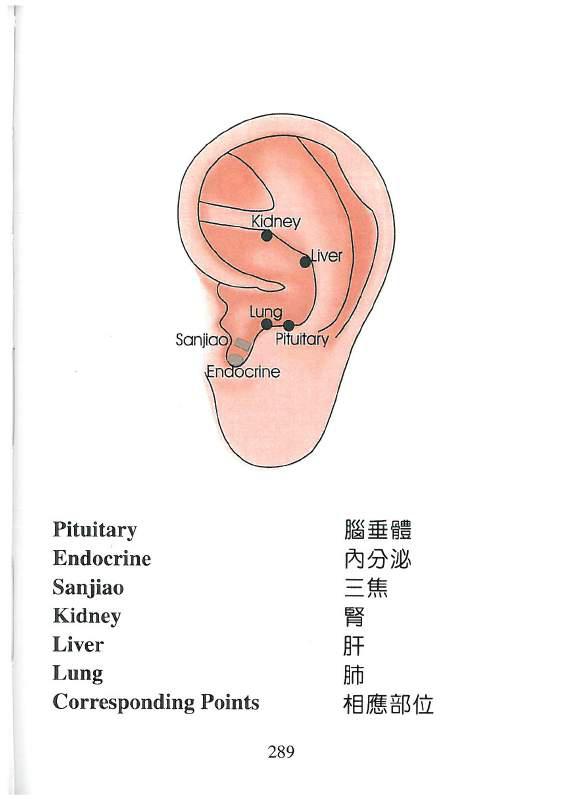 Kidney
Liver
Lung
Sanjiao
Pituitary
Endocrine
Pituitary 腦垂體
Endocrine 內分泌
Sanjiao 三焦
Kidney 腎
Liver 肝
Lung 肺
Corresponding Points 相應部位
289